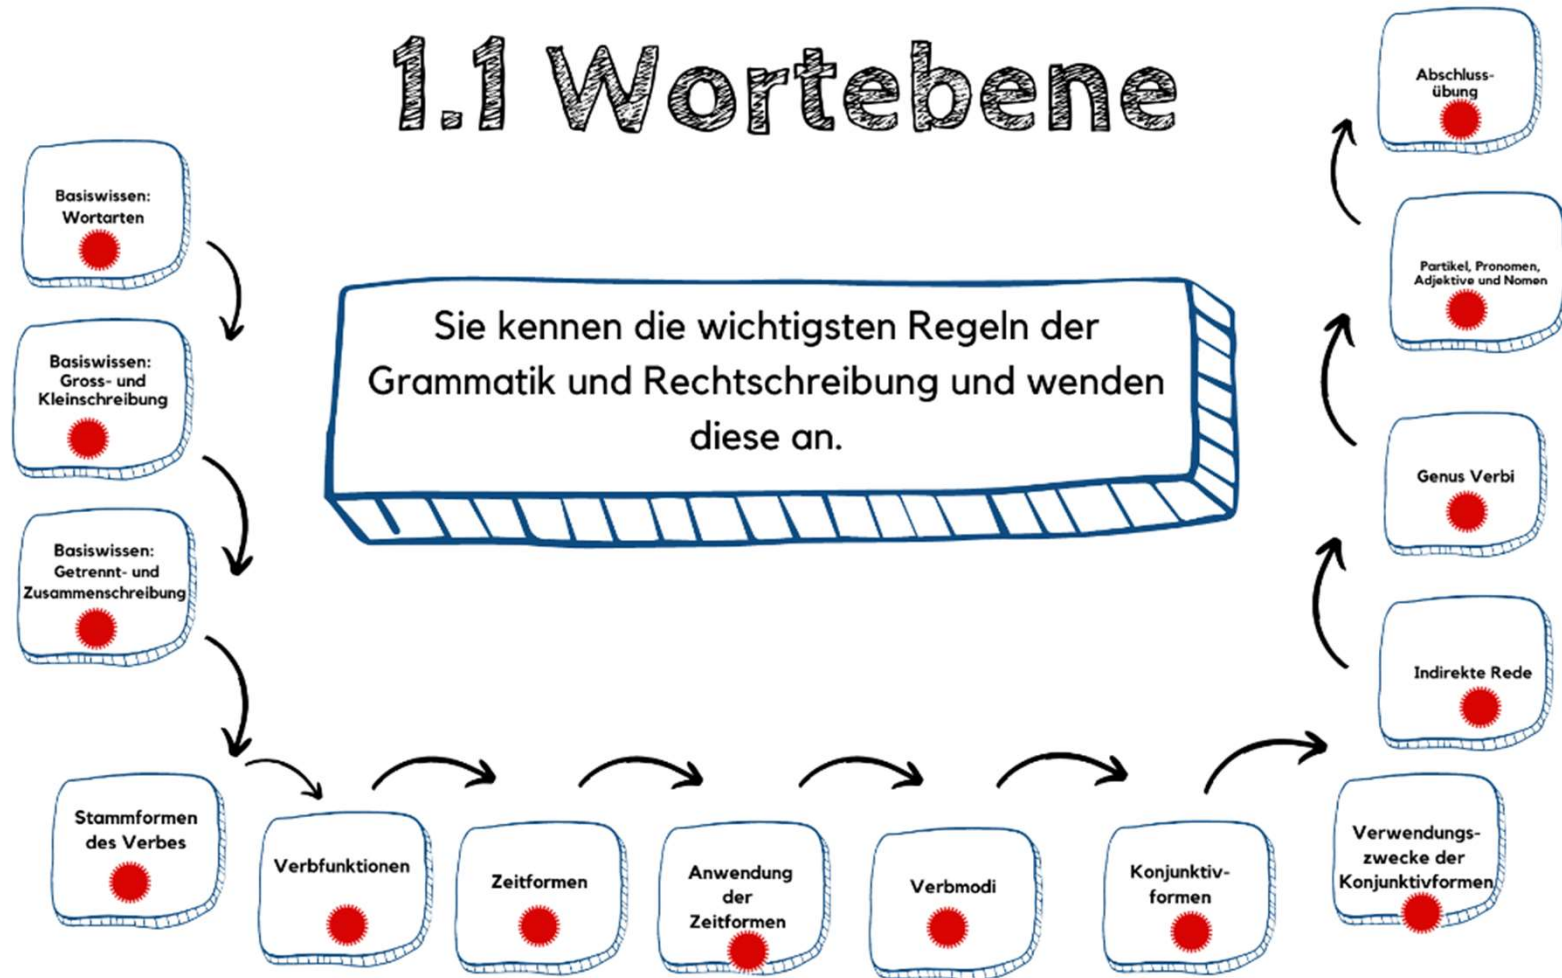 1.1 Wortebene
Basiswissen:
Wortarten
Basiswissen:
Gross- und
Kleinschreibung
Basiswissen:
Getrennt- und
Zusammenschreibung
Sie kennen die wichtigsten Regeln der
Grammatik und Rechtschreibung und wenden
diese an.
Stammformen
des Verbes
Verbfunktionen
Zeitformen
Anwendung
der
Zeitformen
Verbmodi
Konjunktiv-
formen
Verwendungs-
zwecke der
Konjunktivformen
Indirekte Rede
Genus Verbi
Partikel, Pronomen,
Adjektive und Nomen
Abschluss-
übung